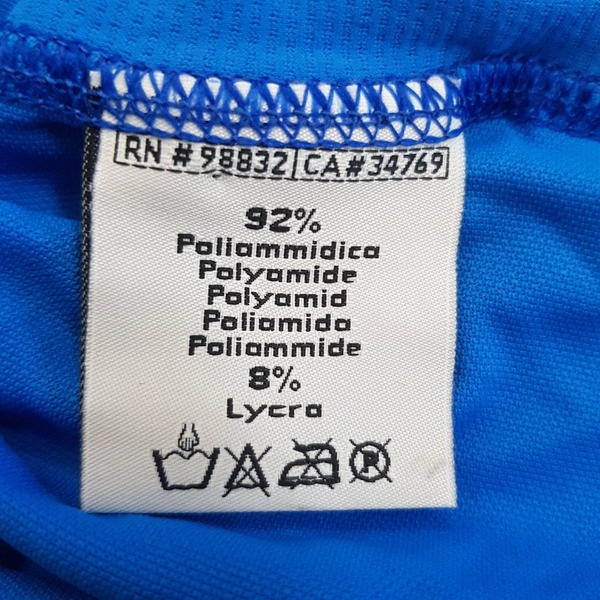 RN #98832 CA#34769
92%
Poliammidica
Polyamide
Polyamid
Poliamida
Poliammide
8%
Lycra
P